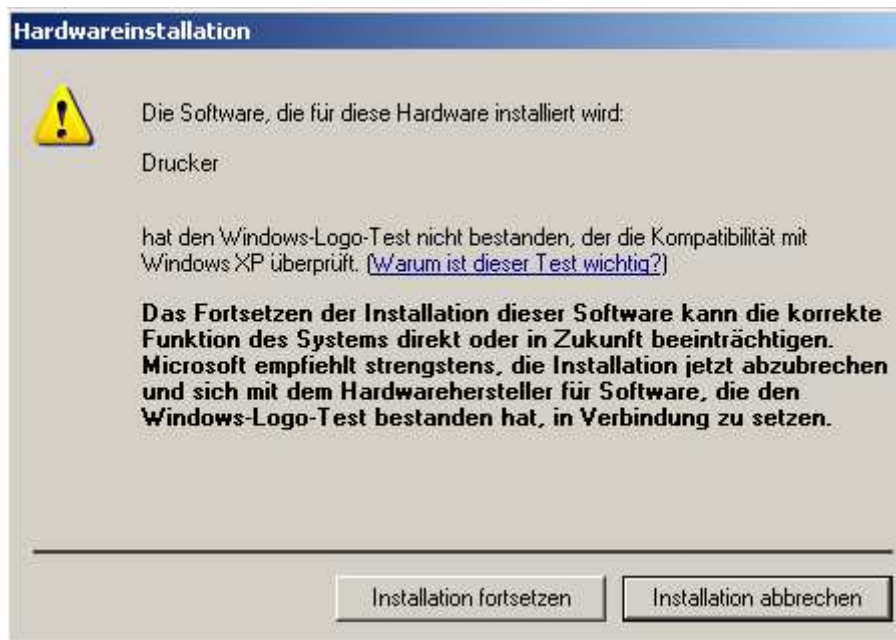 Hardwareinstallation
Die Software, die für diese Hardware installiert wird:
Drucker
hat den Windows-Logo-Test nicht bestanden, der die Kompatibilität mit
Windows XP überprüft. (Warum ist dieser Test wichtig?)
Das Fortsetzen der Installation dieser Software kann die korrekte
Funktion des Systems direkt oder in Zukunft beeinträchtigen.
Microsoft empfiehlt strengstens, die Installation jetzt abzubrechen
und sich mit dem Hardwarehersteller für Software, die den
Windows-Logo-Test bestanden hat, in Verbindung zu setzen.
Installation fortsetzen
Installation abbrechen